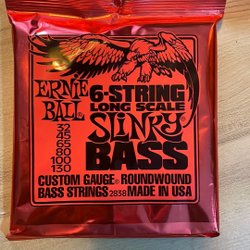 ERNIE
BALL®
6-STRING
LONG SCALE
SLINKY®
BASS
32
45
65
80
100
130
CUSTOM GAUGE® ROUNDWOUND
BASS STRINGS 2838 MADE IN USA